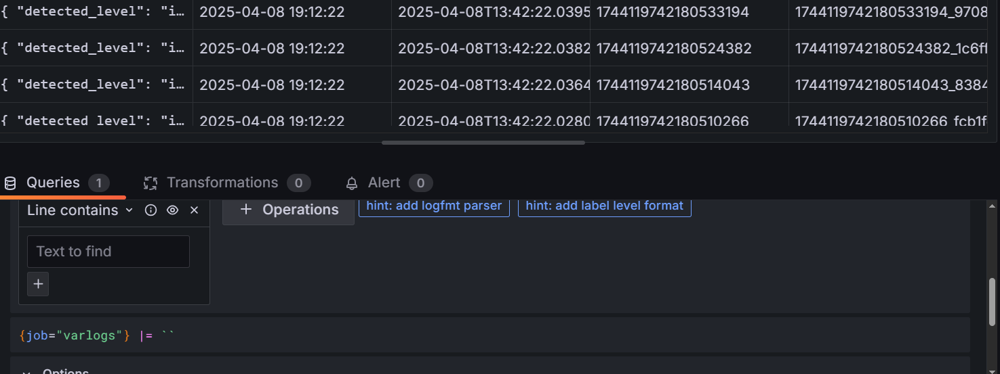 { "detected_level": "i… 2025-04-08 19:12:22 2025-04-08T13:42:22.0395 1744119742180533194 1744119742180533194_9708
{ "detected_level": "i… 2025-04-08 19:12:22 2025-04-08T13:42:22.0382 1744119742180524382 1744119742180524382_1c6ff
{ "detected_level": "i… 2025-04-08 19:12:22 2025-04-08T13:42:22.0364 1744119742180514043 1744119742180514043_8384
{ "detected_level": "i… 2025-04-08 19:12:22 2025-04-08T13:42:22.0280 1744119742180510266 1744119742180510266_fcb1f
Queries 1 Transformations 0 Alert 0
Line contains + Operations hint: add logfmt parser hint: add label level format
Text to find
+
{job="varlogs"} |= ``
Options